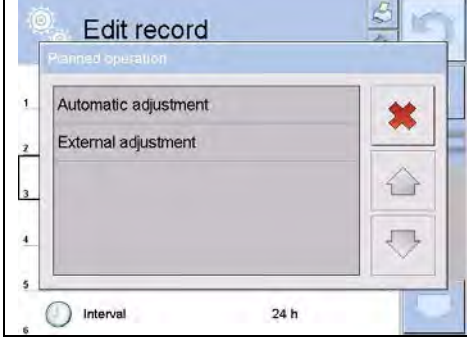 Edit record
Planned operation
1
Automatic adjustment
External adjustment
2
3
4
5
Interval 24 h
6